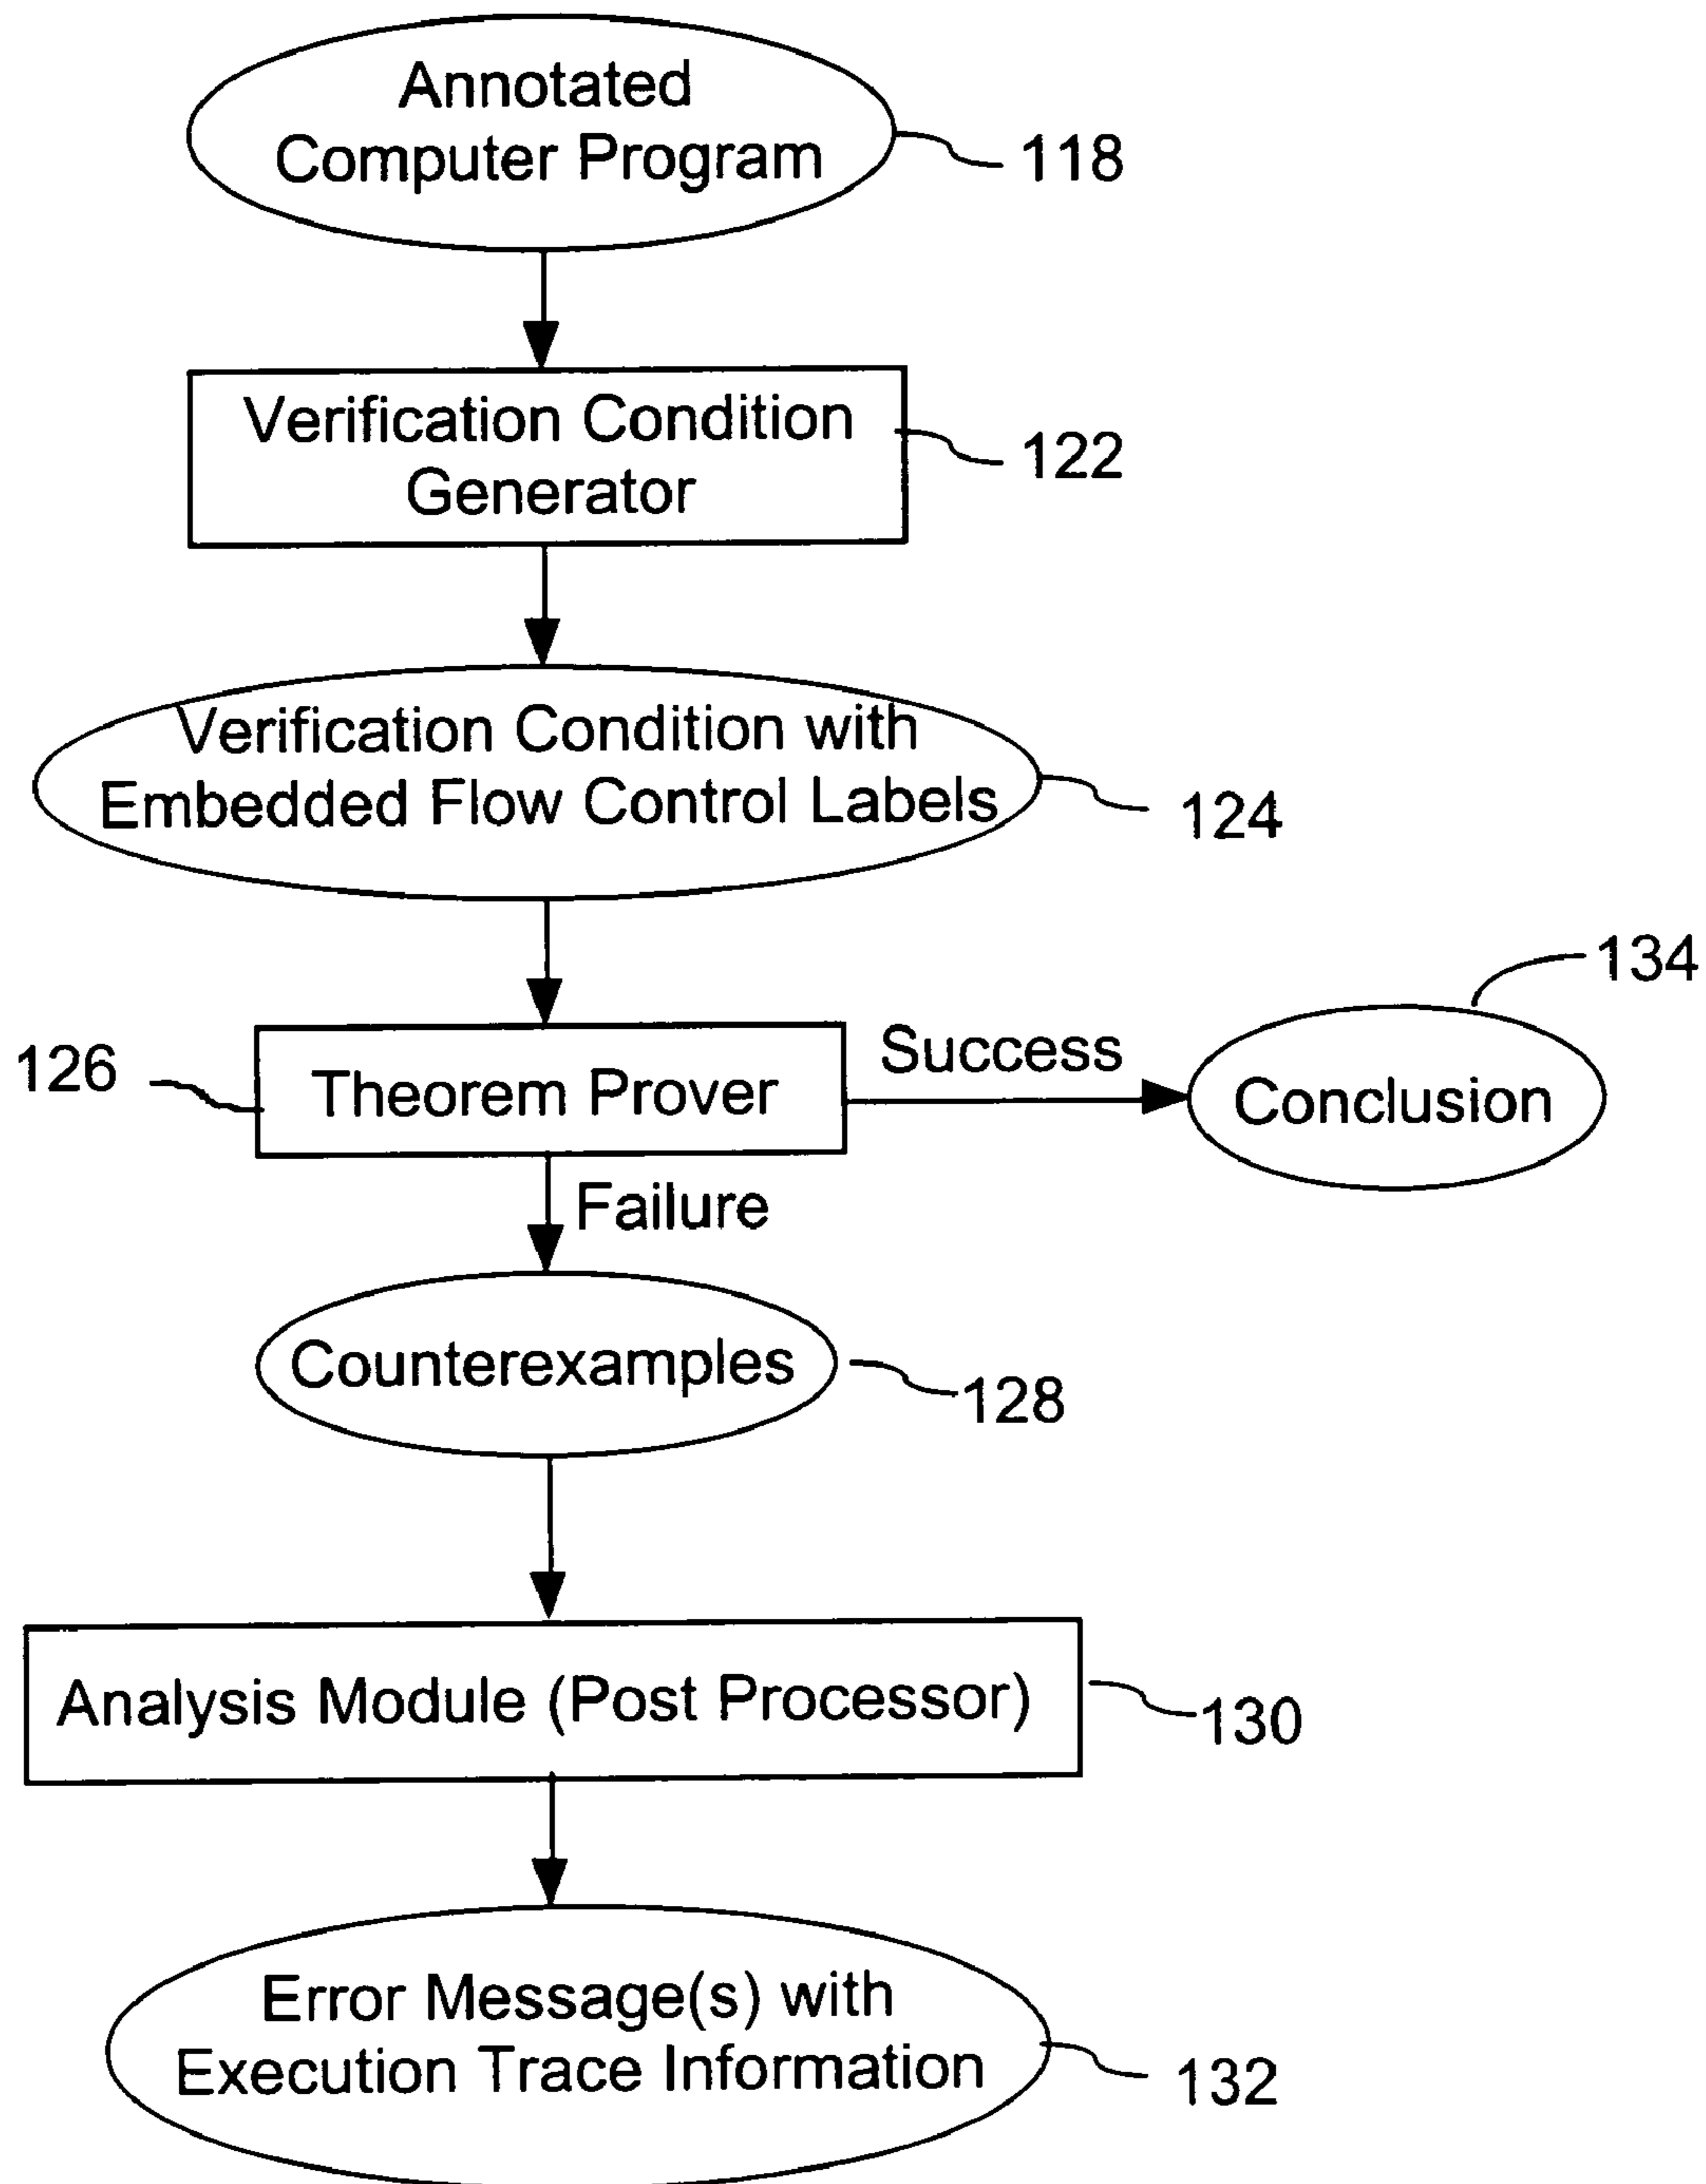 Annotated
Computer Program
118
Verification Condition
Generator
122
Verification Condition with
Embedded Flow Control Labels
124
134
126
Theorem Prover
Success
Conclusion
Failure
Counterexamples
128
Analysis Module (Post Processor)
130
Error Message(s) with
Execution Trace Information
132